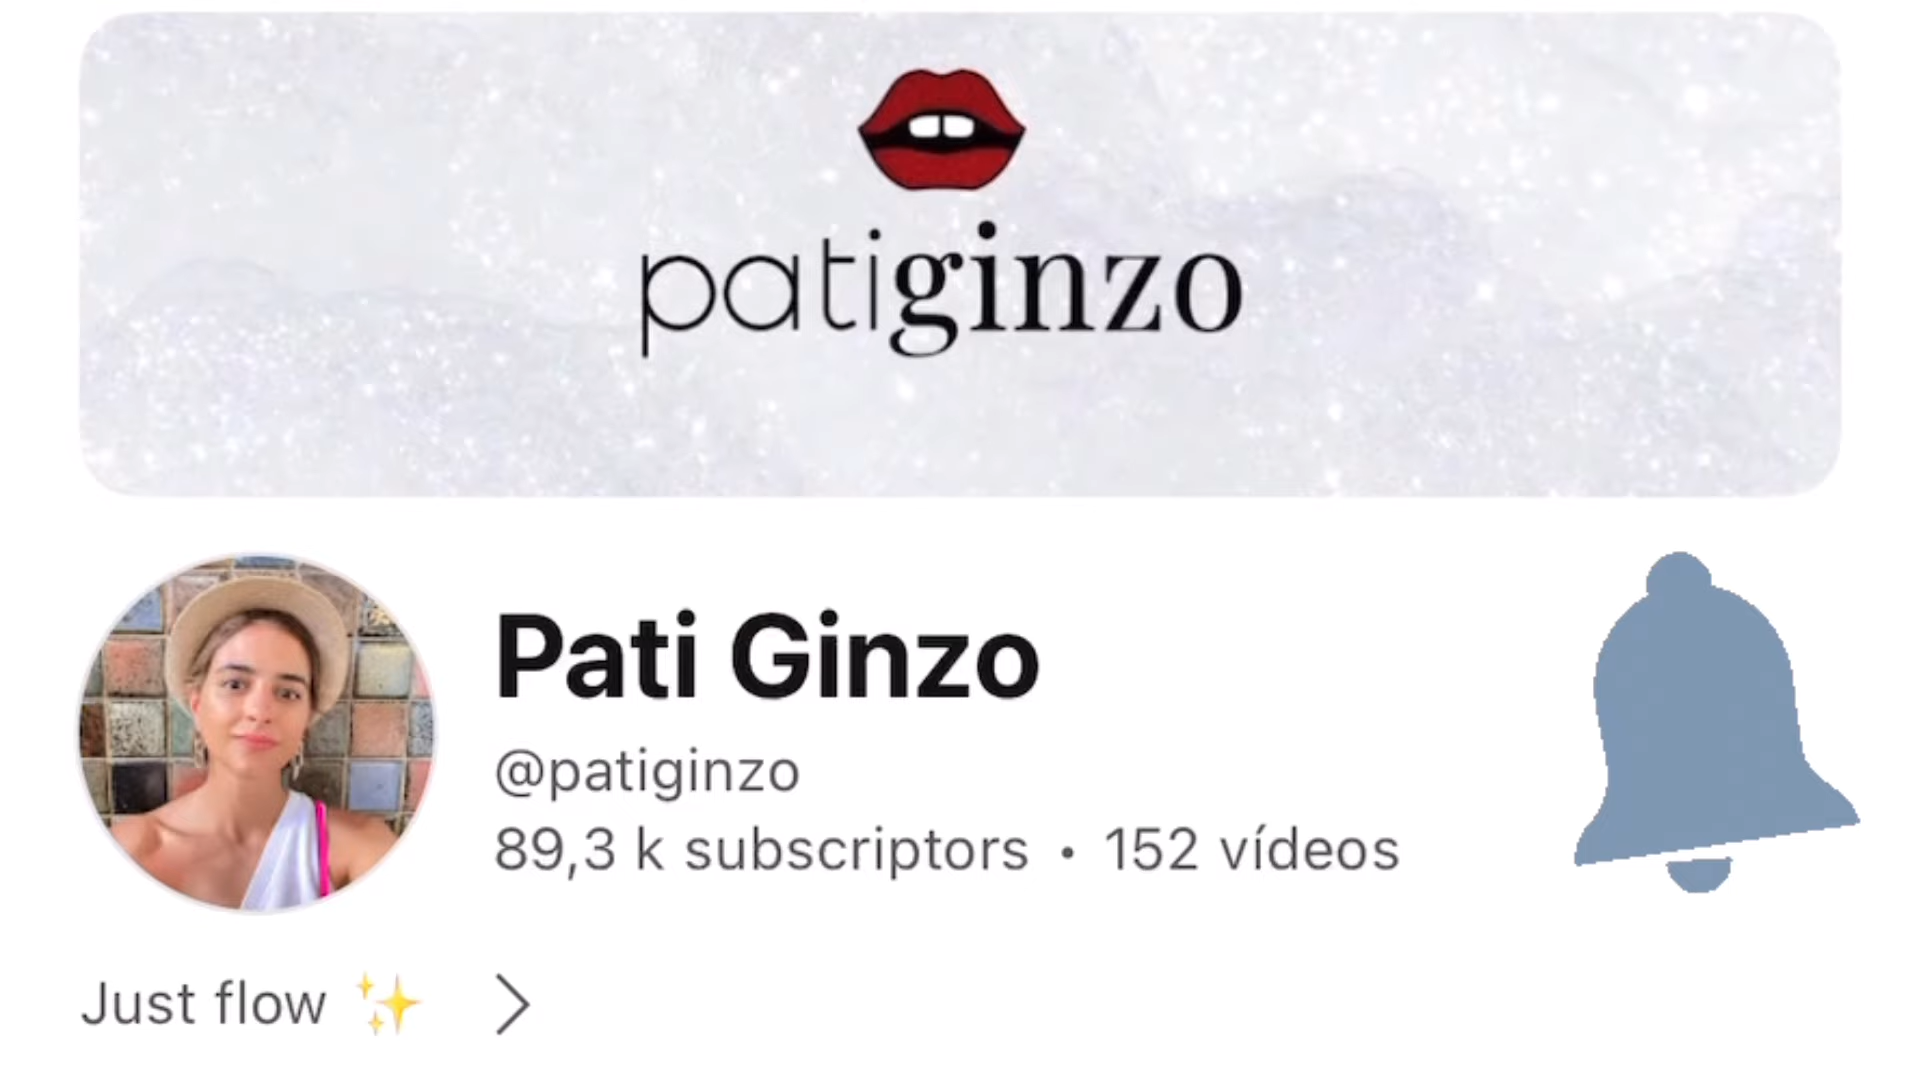 patiginzo
Pati Ginzo
@patiginzo
89,3 k subscriptors • 152 vídeos
Just flow ✨ >